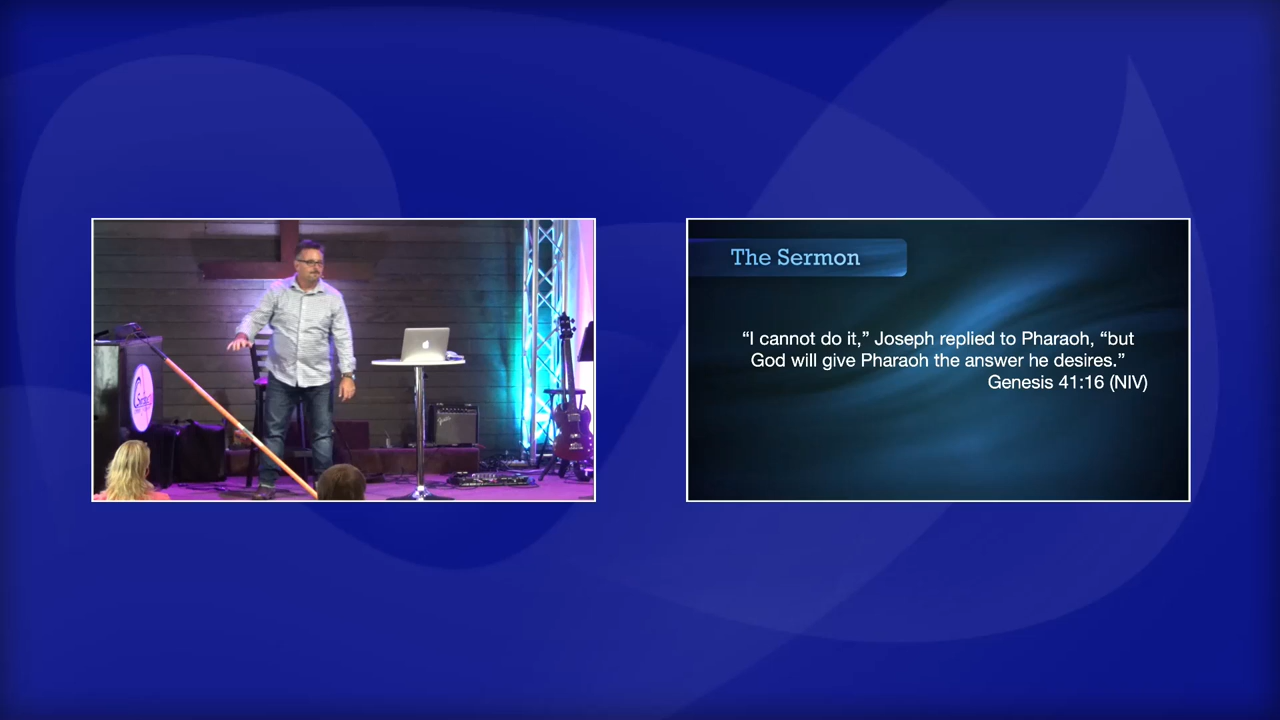 The Sermon
“I cannot do it,” Joseph replied to Pharaoh, “but
God will give Pharaoh the answer he desires.”
Genesis 41:16 (NIV)
Fender